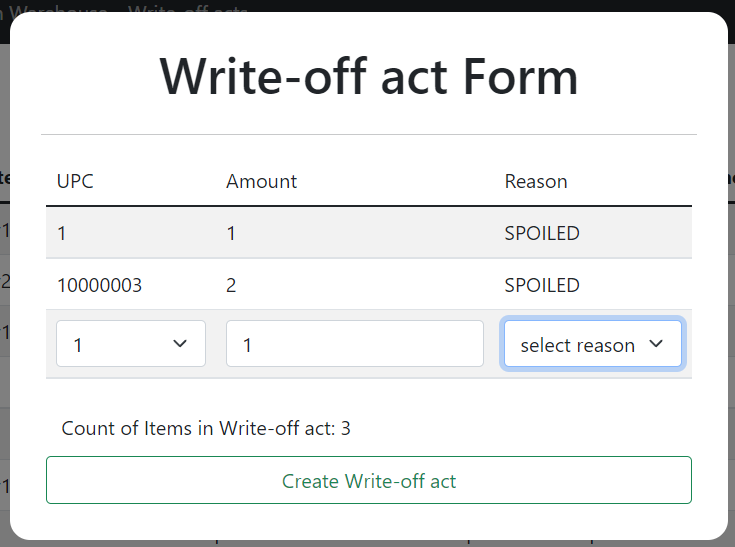 Warehouse Write-off acts
Write-off act Form
UPC Amount Reason
1 1 SPOILED
10000003 2 SPOILED
1 1 select reason
Count of Items in Write-off act: 3
Create Write-off act